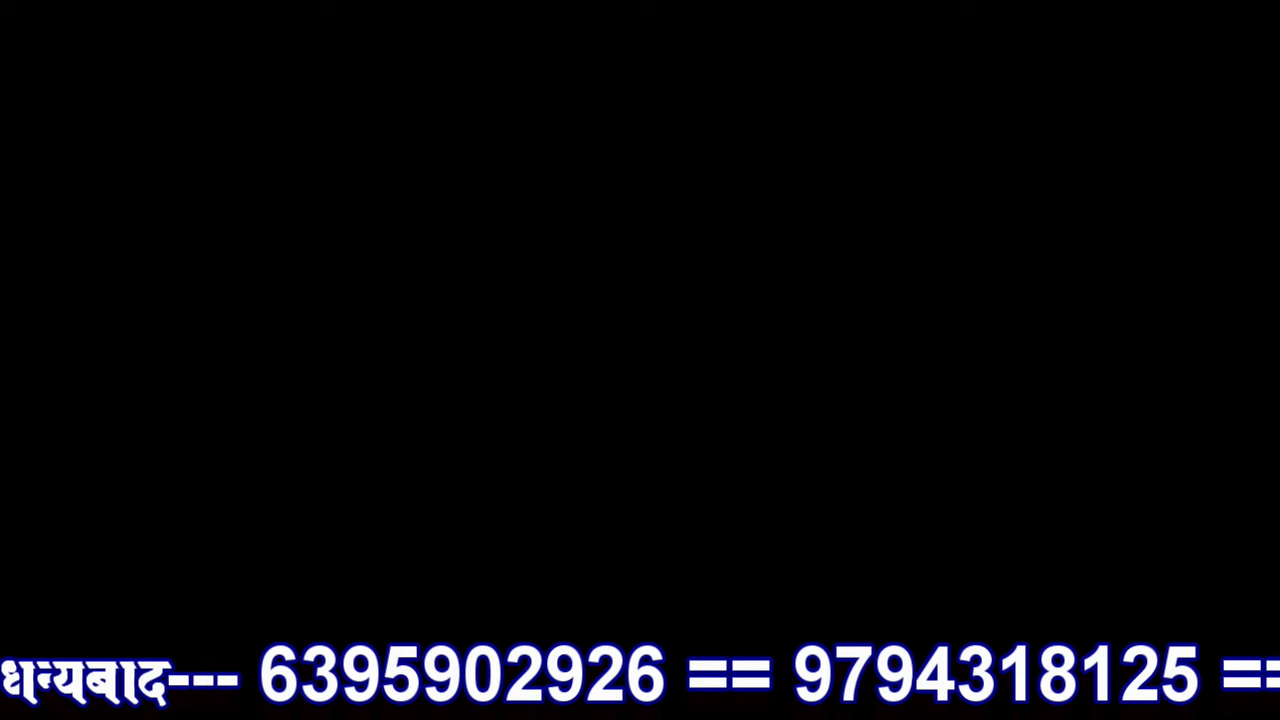 धन्यबाद--- 6395902926 == 9794318125 ==